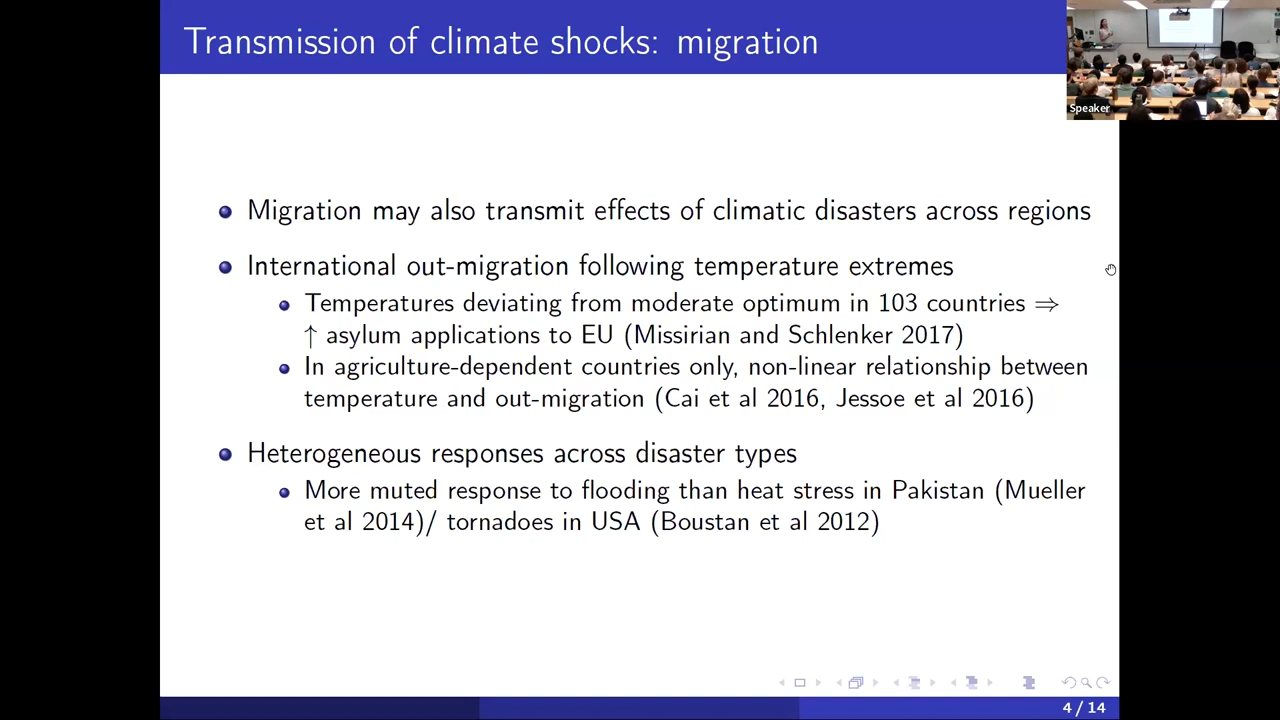 Transmission of climate shocks: migration
Speaker
Migration may also transmit effects of climatic disasters across regions
International out-migration following temperature extremes
Temperatures deviating from moderate optimum in 103 countries ⇒
↑ asylum applications to EU (Missirian and Schlenker 2017)
In agriculture-dependent countries only, non-linear relationship between
temperature and out-migration (Cai et al 2016, Jessoe et al 2016)
Heterogeneous responses across disaster types
More muted response to flooding than heat stress in Pakistan (Mueller
et al 2014)/ tornadoes in USA (Boustan et al 2012)
4 / 14